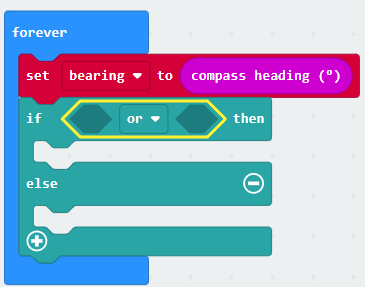 forever
set bearing to compass heading (°)
if or then
else